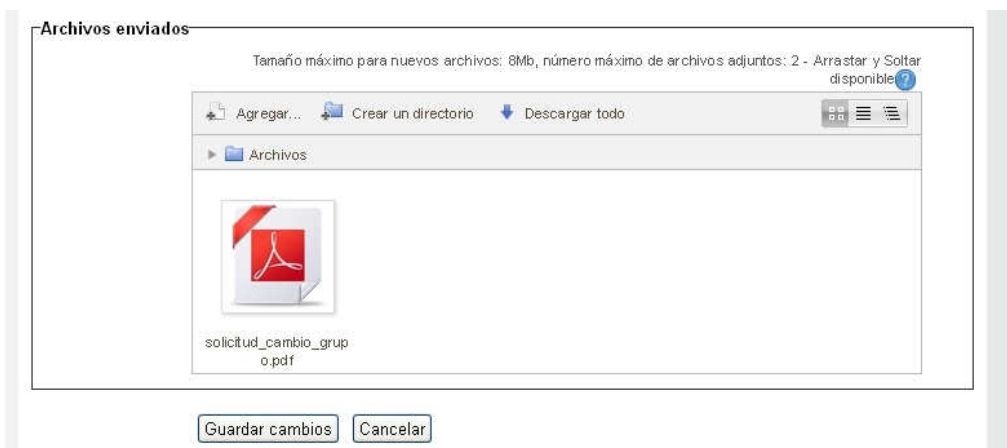 Archivos enviados
Tamaño máximo para nuevos archivos: 8Mb, número máximo de archivos adjuntos: 2 - Arrastar y Soltar
disponible ?
Agregar... Crear un directorio Descargar todo
Archivos
solicitud_cambio_grup
o.pdf
Guardar cambios Cancelar